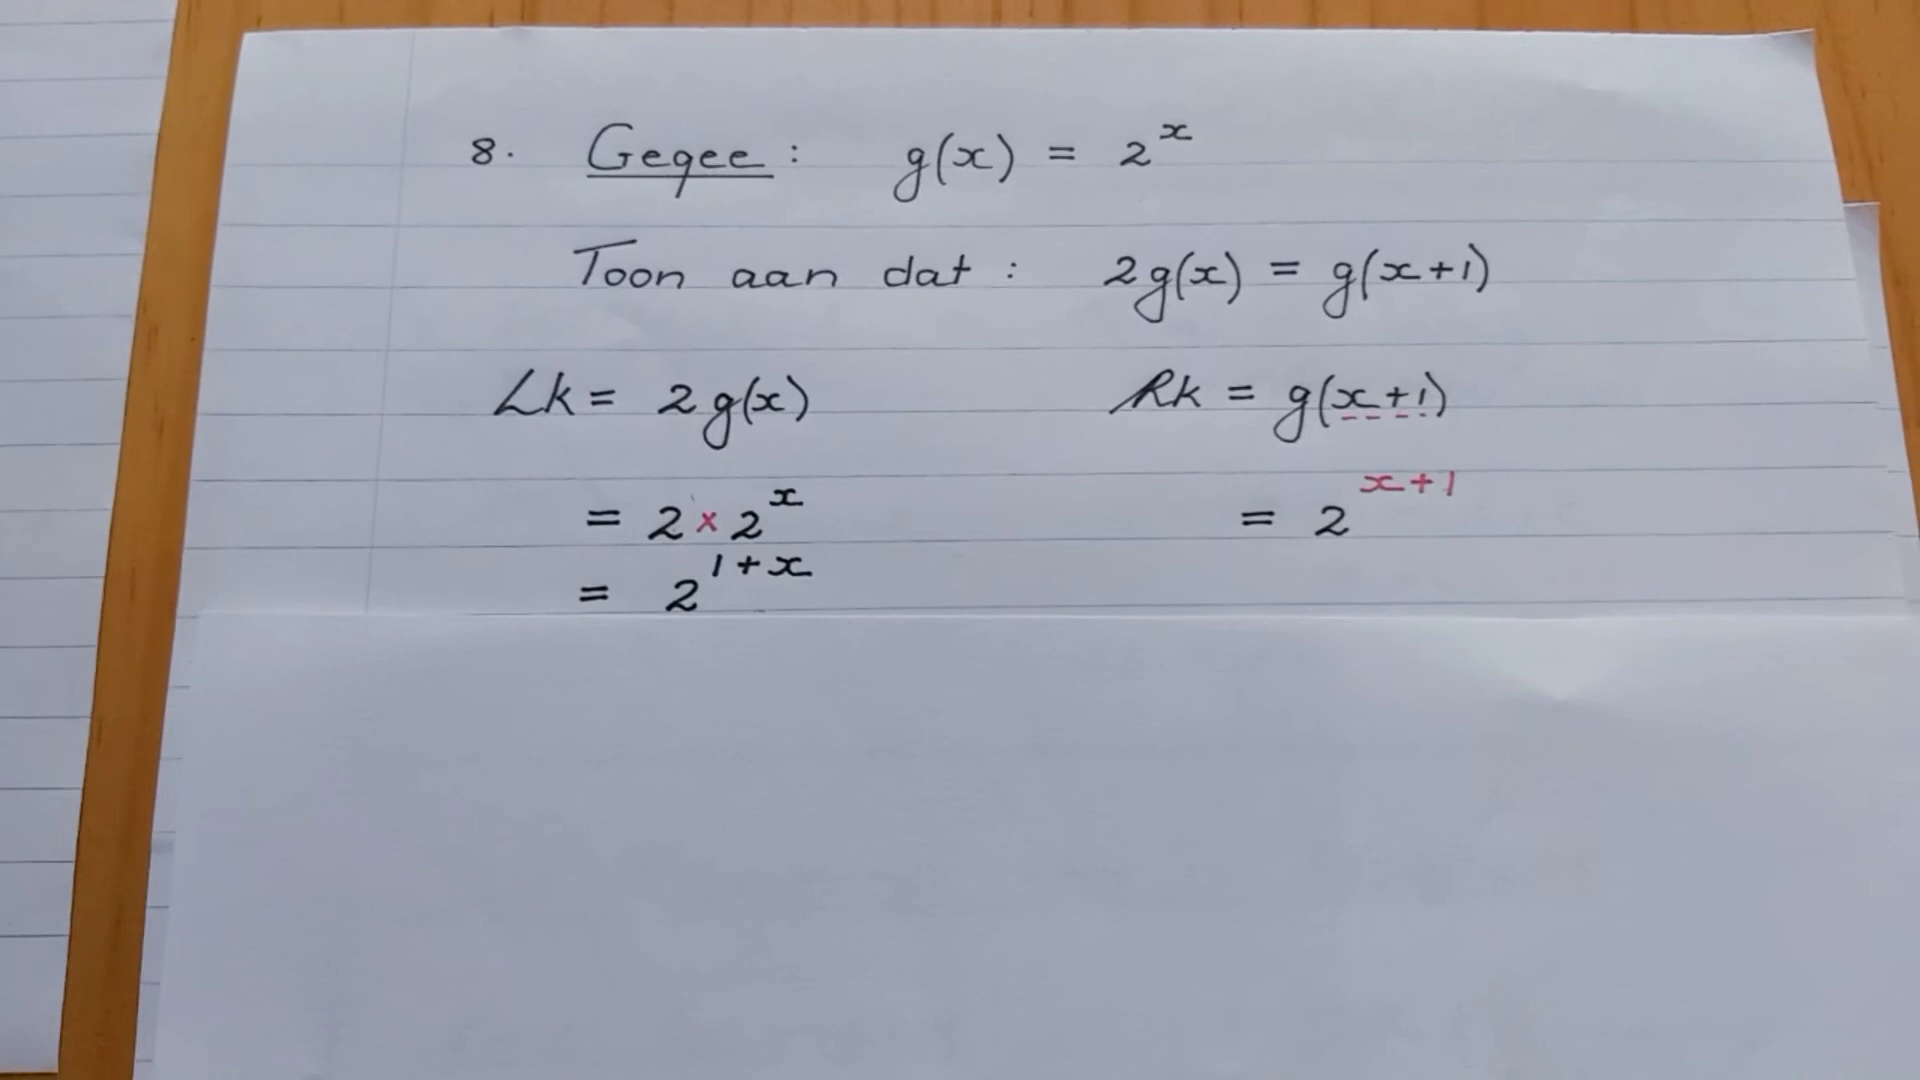 8. Gegee : g(x) = 2^x
Toon aan dat : 2g(x) = g(x+1)
Lk = 2g(x) Rk = g(x+1)
= 2 × 2^x = 2^{x+1}
= 2^{1+x}